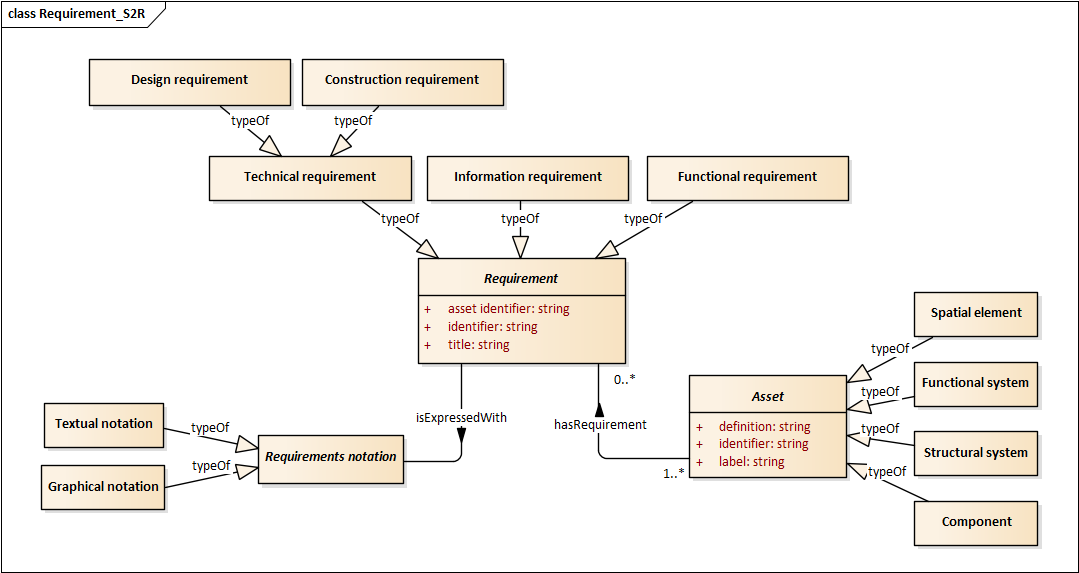 class Requirement_S2R
Design requirement
Construction requirement
typeOf
typeOf
Technical requirement
Information requirement
Functional requirement
typeOf
typeOf
typeOf
Requirement
+ asset identifier: string
+ identifier: string
+ title: string
0..*
isExpressedWith
hasRequirement
1..*
Textual notation
typeOf
Graphical notation
typeOf
Requirements notation
Asset
+ definition: string
+ identifier: string
+ label: string
Spatial element
typeOf
Functional system
typeOf
Structural system
typeOf
Component
typeOf